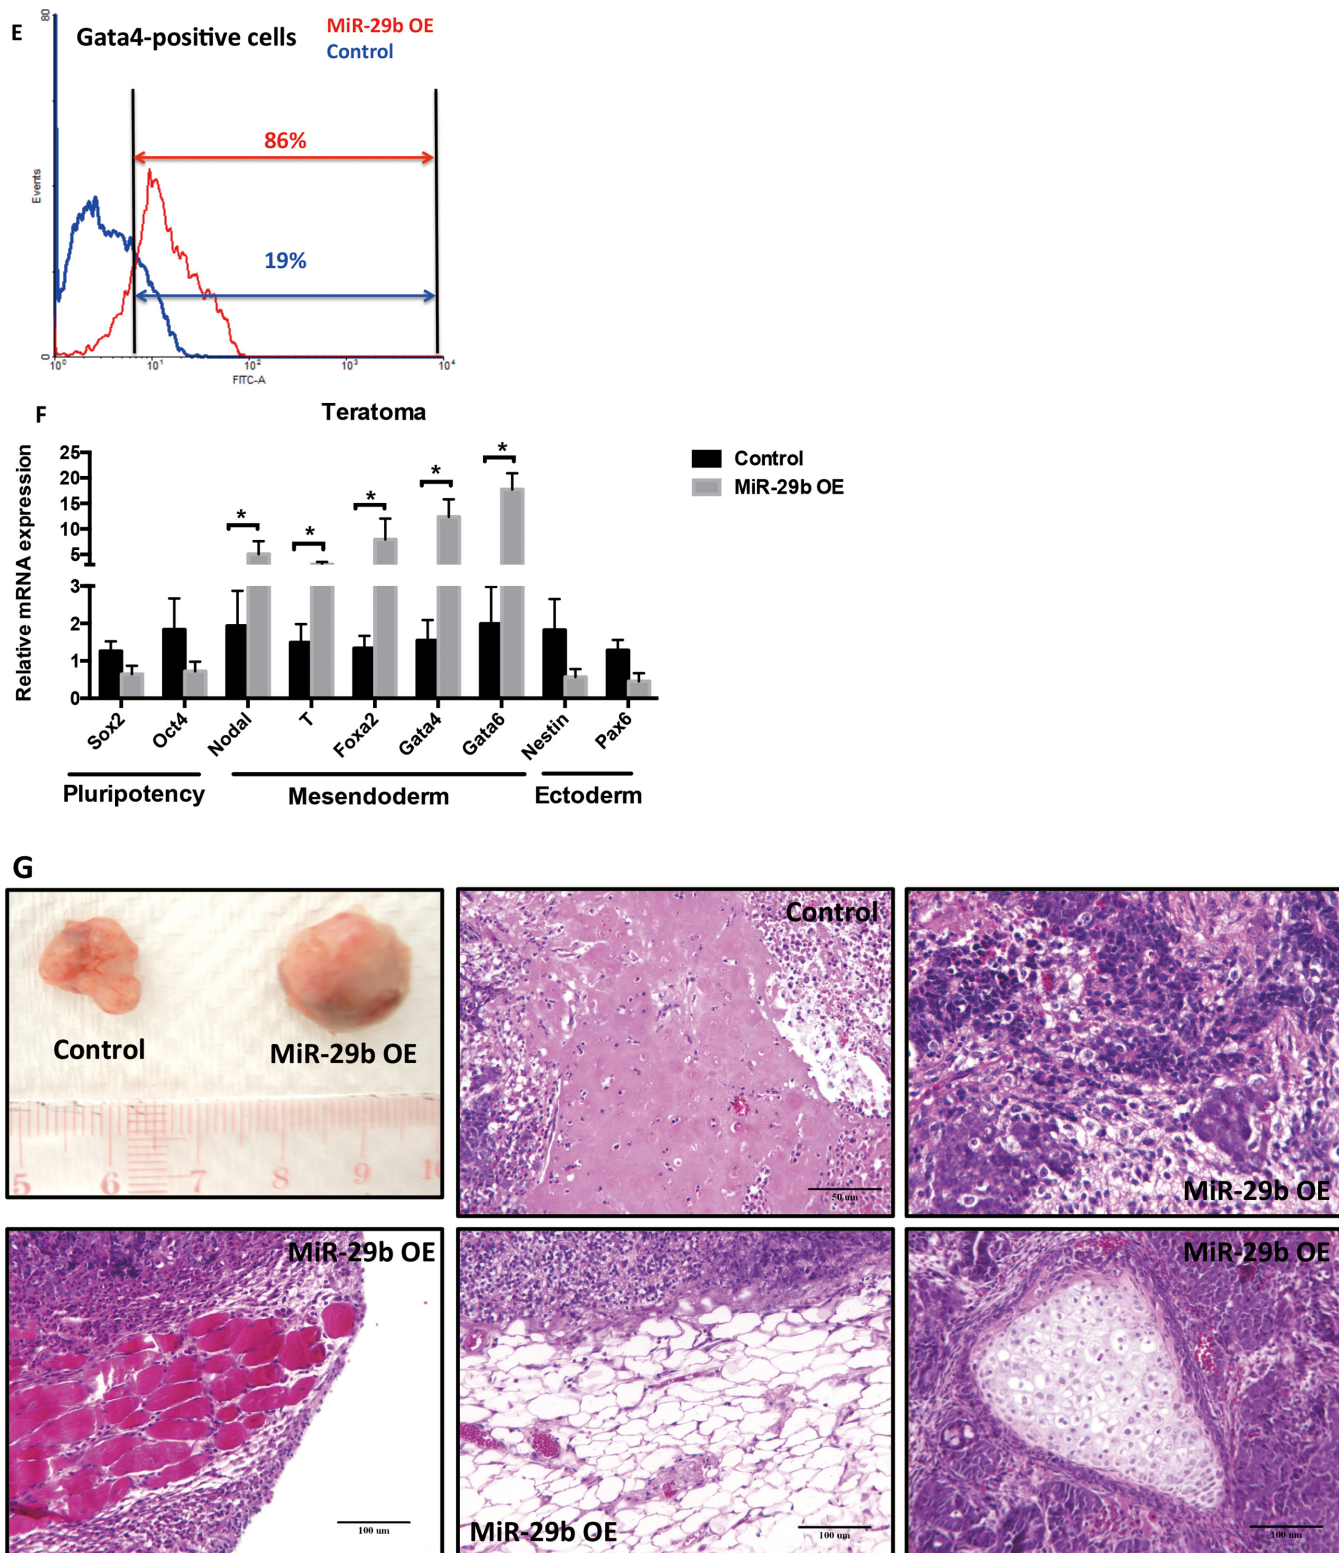 E
Gata4-positive cells
MiR-29b OE
Control
80
Events
86%
19%
0
10⁰ 10¹ 10² 10³ 10⁴
FITC-A
F
Teratoma
Relative mRNA expression
25
20
15
10
5
3
2
1
0
*
*
*
*
*
Control
MiR-29b OE
Sox2 Oct4 Nodal T Foxa2 Gata4 Gata6 Nestin Pax6
Pluripotency Mesendoderm Ectoderm
G
Control MiR-29b OE
5 6 7 8 9 10
Control
50 um
MiR-29b OE
MiR-29b OE
100 um
MiR-29b OE
100 um
MiR-29b OE
100 um